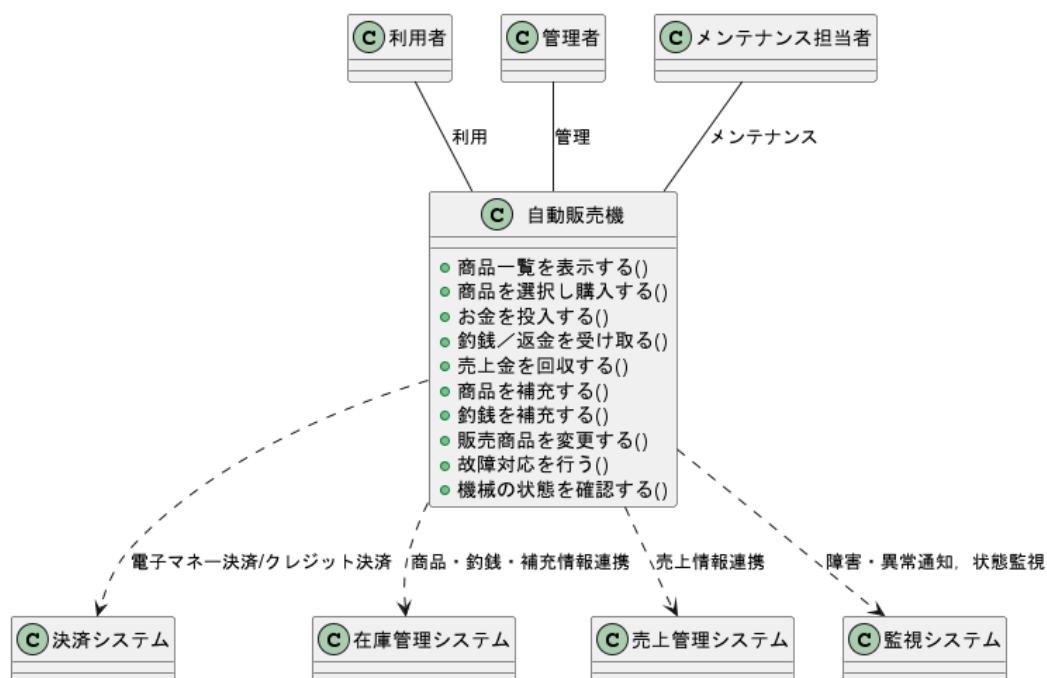 C 利用者
C 管理者
C メンテナンス担当者
利用
管理
メンテナンス
C 自動販売機
商品一覧を表示する()
商品を選択し購入する()
お金を投入する()
釣銭／返金を受け取る()
売上金を回収する()
商品を補充する()
釣銭を補充する()
販売商品を変更する()
故障対応を行う()
機械の状態を確認する()
電子マネー決済/クレジット決済
商品・釣銭・補充情報連携
売上情報連携
障害・異常通知，状態監視
C 決済システム
C 在庫管理システム
C 売上管理システム
C 監視システム